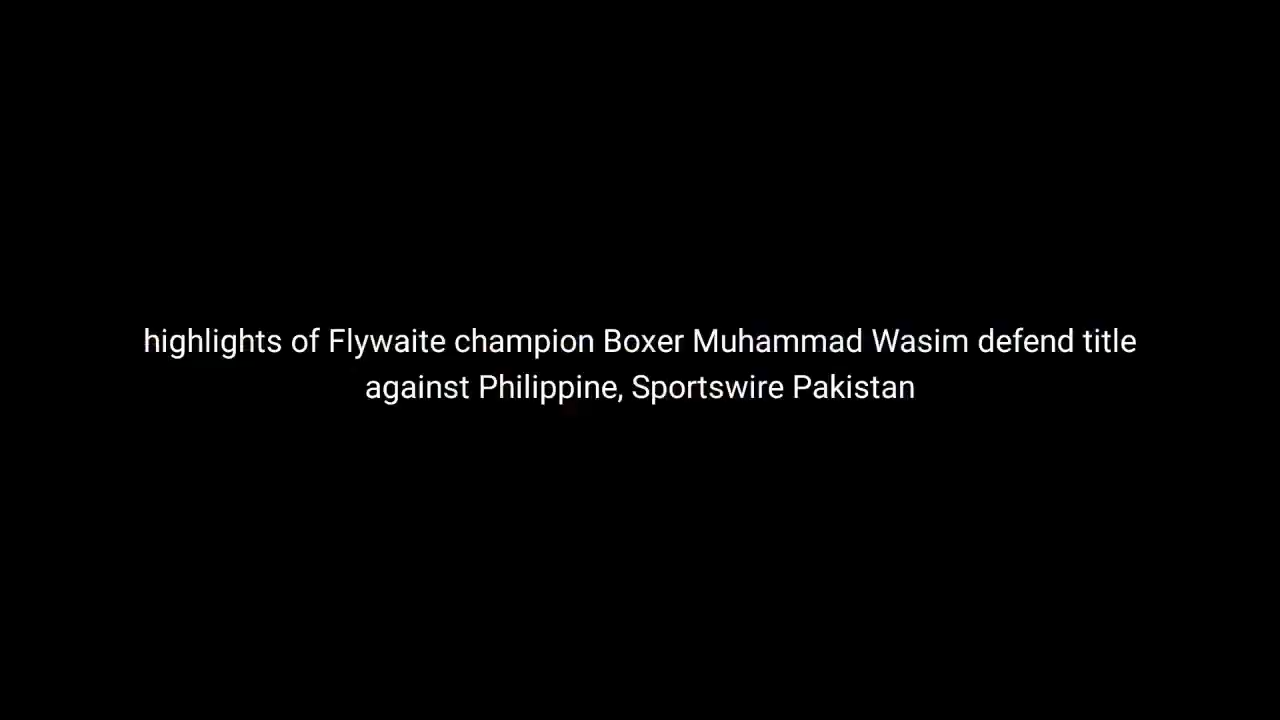 highlights of Flywaite champion Boxer Muhammad Wasim defend title
against Philippine, Sportswire Pakistan